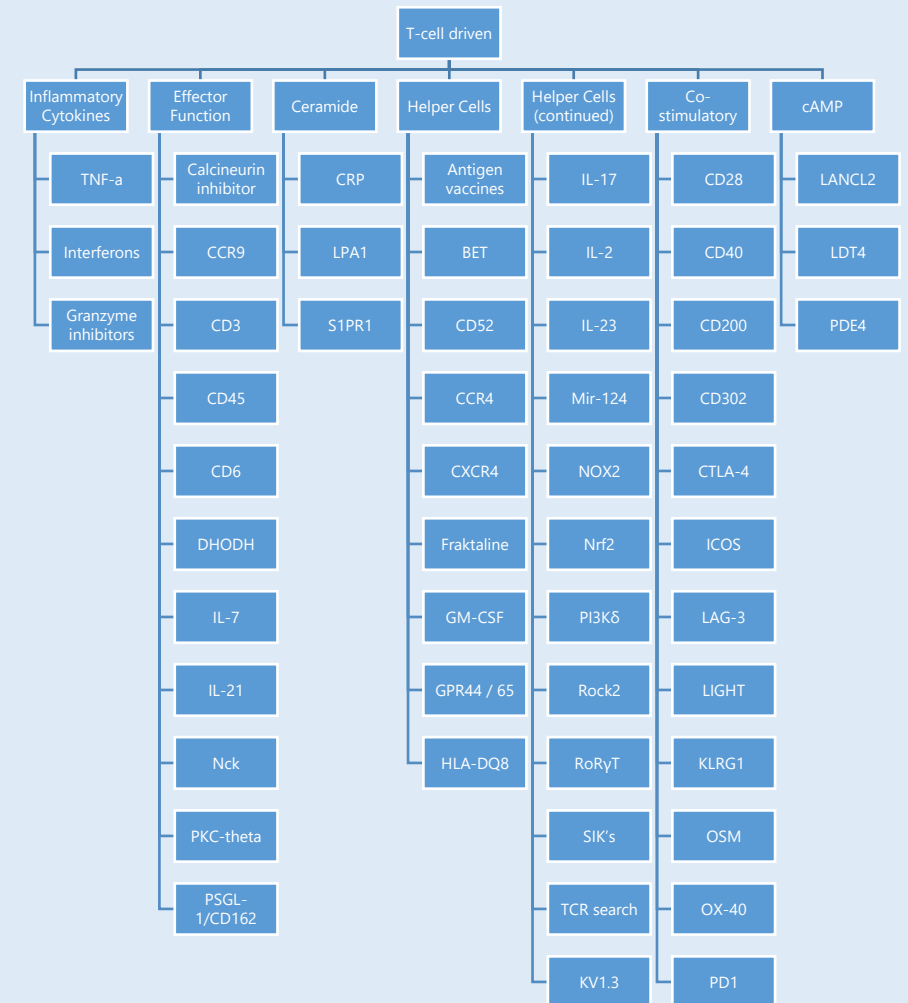 T-cell driven
Inflammatory
Cytokines
TNF-a
Interferons
Granzyme
inhibitors
Effector
Function
Calcineurin
inhibitor
CCR9
CD3
CD45
CD6
DHODH
IL-7
IL-21
Nck
PKC-theta
PSGL-
1/CD162
Ceramide
CRP
LPA1
S1PR1
Helper Cells
Antigen
vaccines
BET
CD52
CCR4
CXCR4
Fraktaline
GM-CSF
GPR44 / 65
HLA-DQ8
Helper Cells
(continued)
IL-17
IL-2
IL-23
Mir-124
NOX2
Nrf2
PI3Kδ
Rock2
RoRγT
SIK's
TCR search
KV1.3
Co-
stimulatory
CD28
CD40
CD200
CD302
CTLA-4
ICOS
LAG-3
LIGHT
KLRG1
OSM
OX-40
PD1
cAMP
LANCL2
LDT4
PDE4